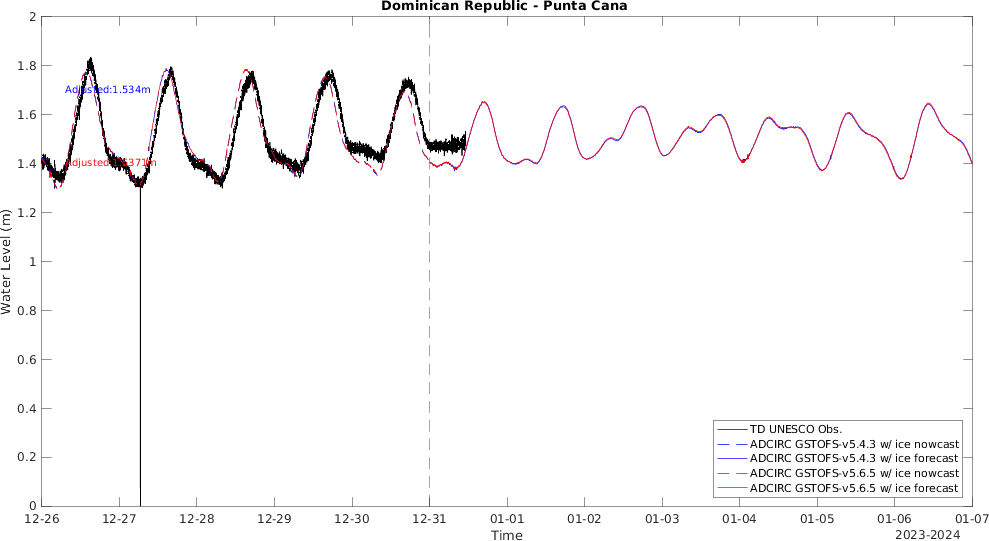 Dominican Republic - Punta Cana
2
1.8
1.6
1.4
1.2
1
0.8
0.6
0.4
0.2
0
Water Level (m)
Adjusted:1.534m
12-26
12-27
12-28
12-29
12-30
12-31
01-01
01-02
01-03
01-04
01-05
01-06
01-07
Time
2023-2024
TD UNESCO Obs.
ADCIRC GSTOFS-v5.4.3 w/ ice nowcast
ADCIRC GSTOFS-v5.4.3 w/ ice forecast
ADCIRC GSTOFS-v5.6.5 w/ ice nowcast
ADCIRC GSTOFS-v5.6.5 w/ ice forecast